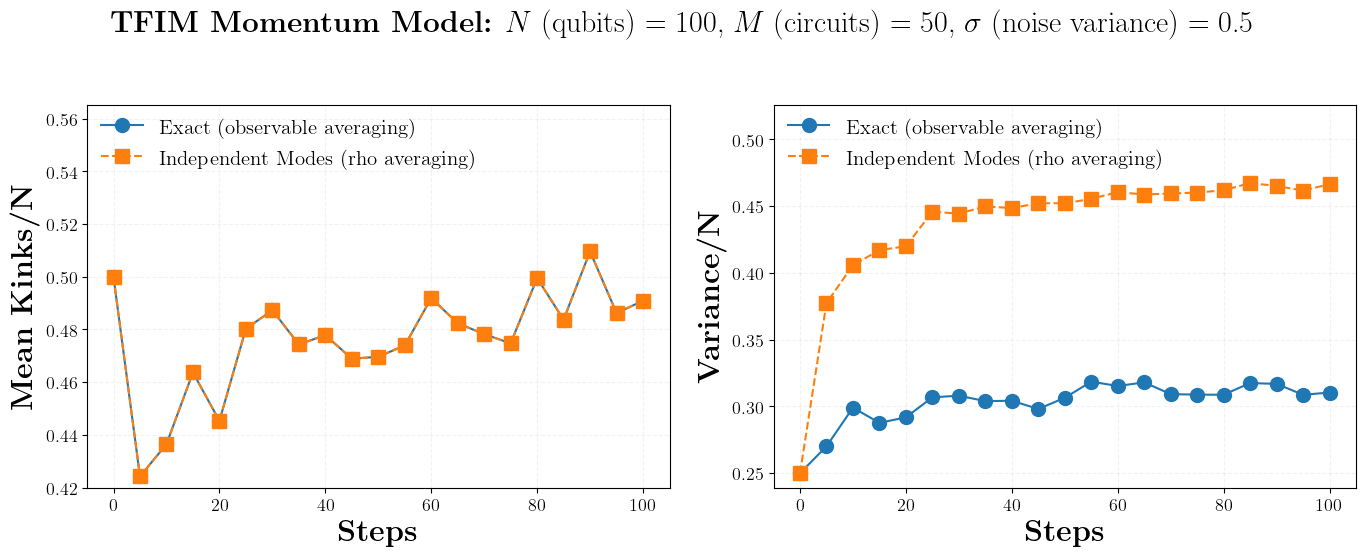 TFIM Momentum Model: N (qubits) = 100, M (circuits) = 50, σ (noise variance) = 0.5
Exact (observable averaging)
Independent Modes (rho averaging)
Mean Kinks/N
0.56
0.54
0.52
0.50
0.48
0.46
0.44
0.42
0 20 40 60 80 100
Steps
Exact (observable averaging)
Independent Modes (rho averaging)
Variance/N
0.50
0.45
0.40
0.35
0.30
0.25
0 20 40 60 80 100
Steps